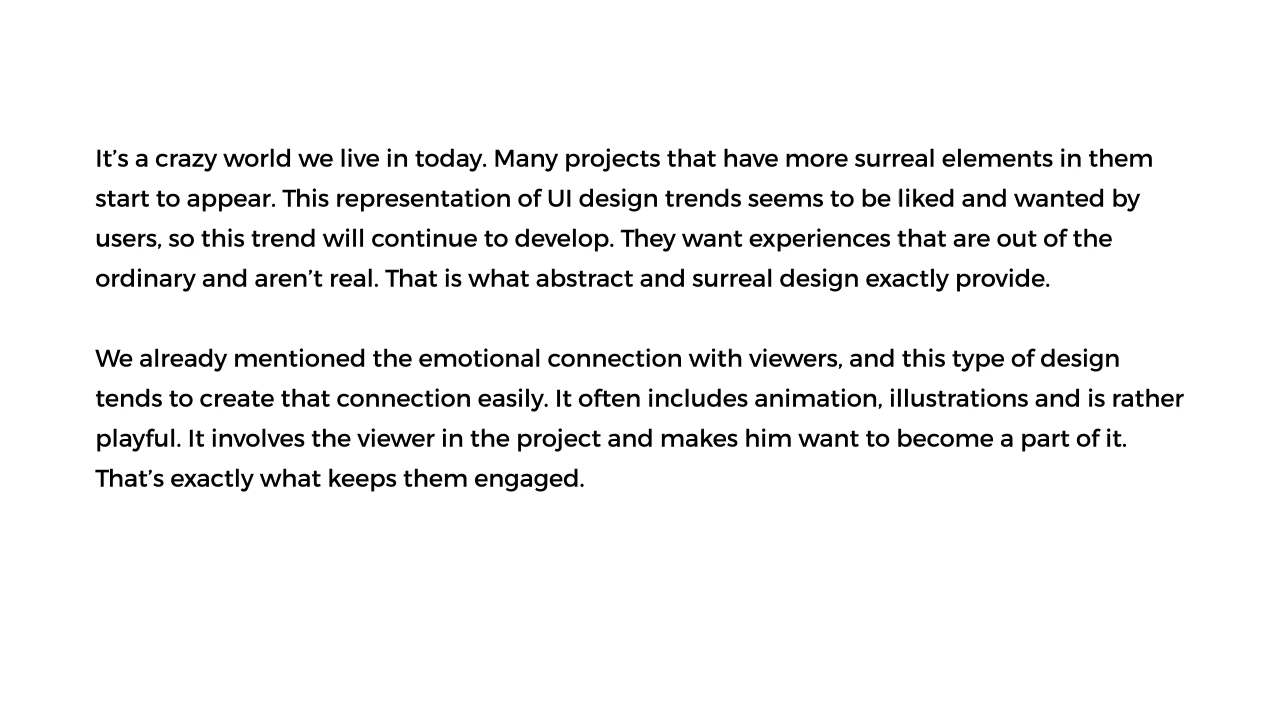 It’s a crazy world we live in today. Many projects that have more surreal elements in them
start to appear. This representation of UI design trends seems to be liked and wanted by
users, so this trend will continue to develop. They want experiences that are out of the
ordinary and aren’t real. That is what abstract and surreal design exactly provide.
We already mentioned the emotional connection with viewers, and this type of design
tends to create that connection easily. It often includes animation, illustrations and is rather
playful. It involves the viewer in the project and makes him want to become a part of it.
That’s exactly what keeps them engaged.